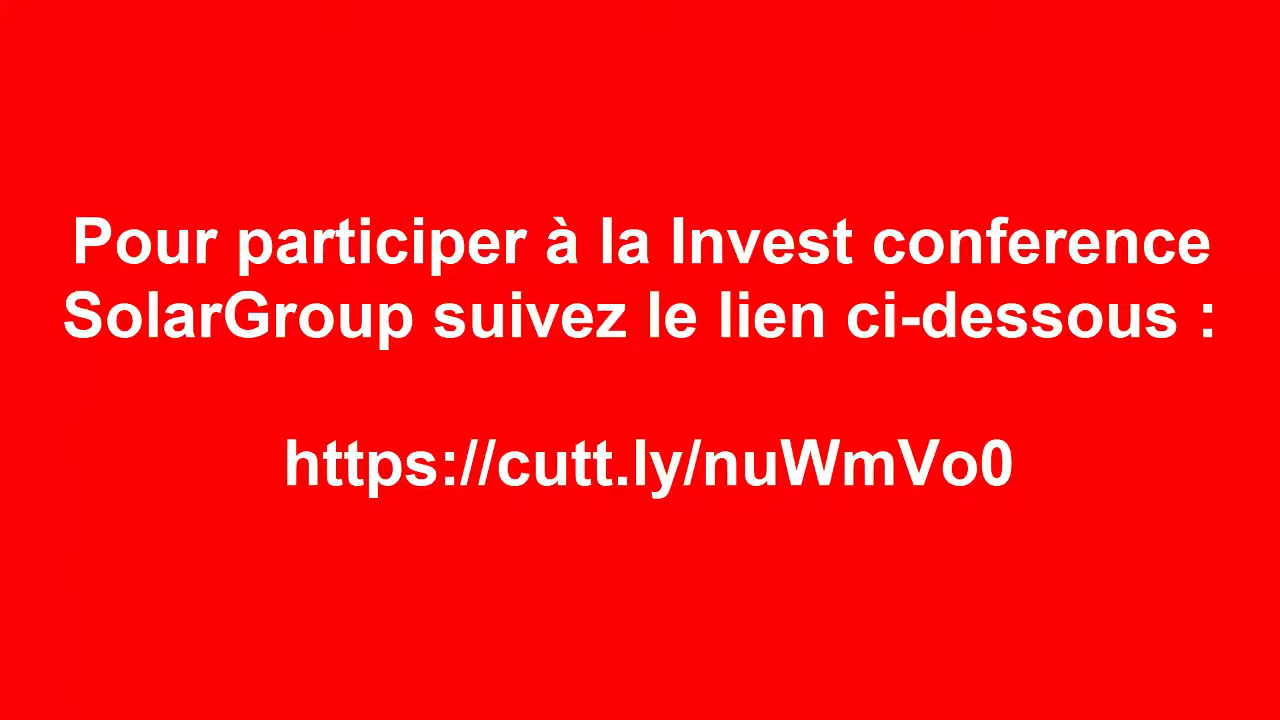 Pour participer à la Invest conference
SolarGroup suivez le lien ci-dessous :
https://cutt.ly/nuWmVo0